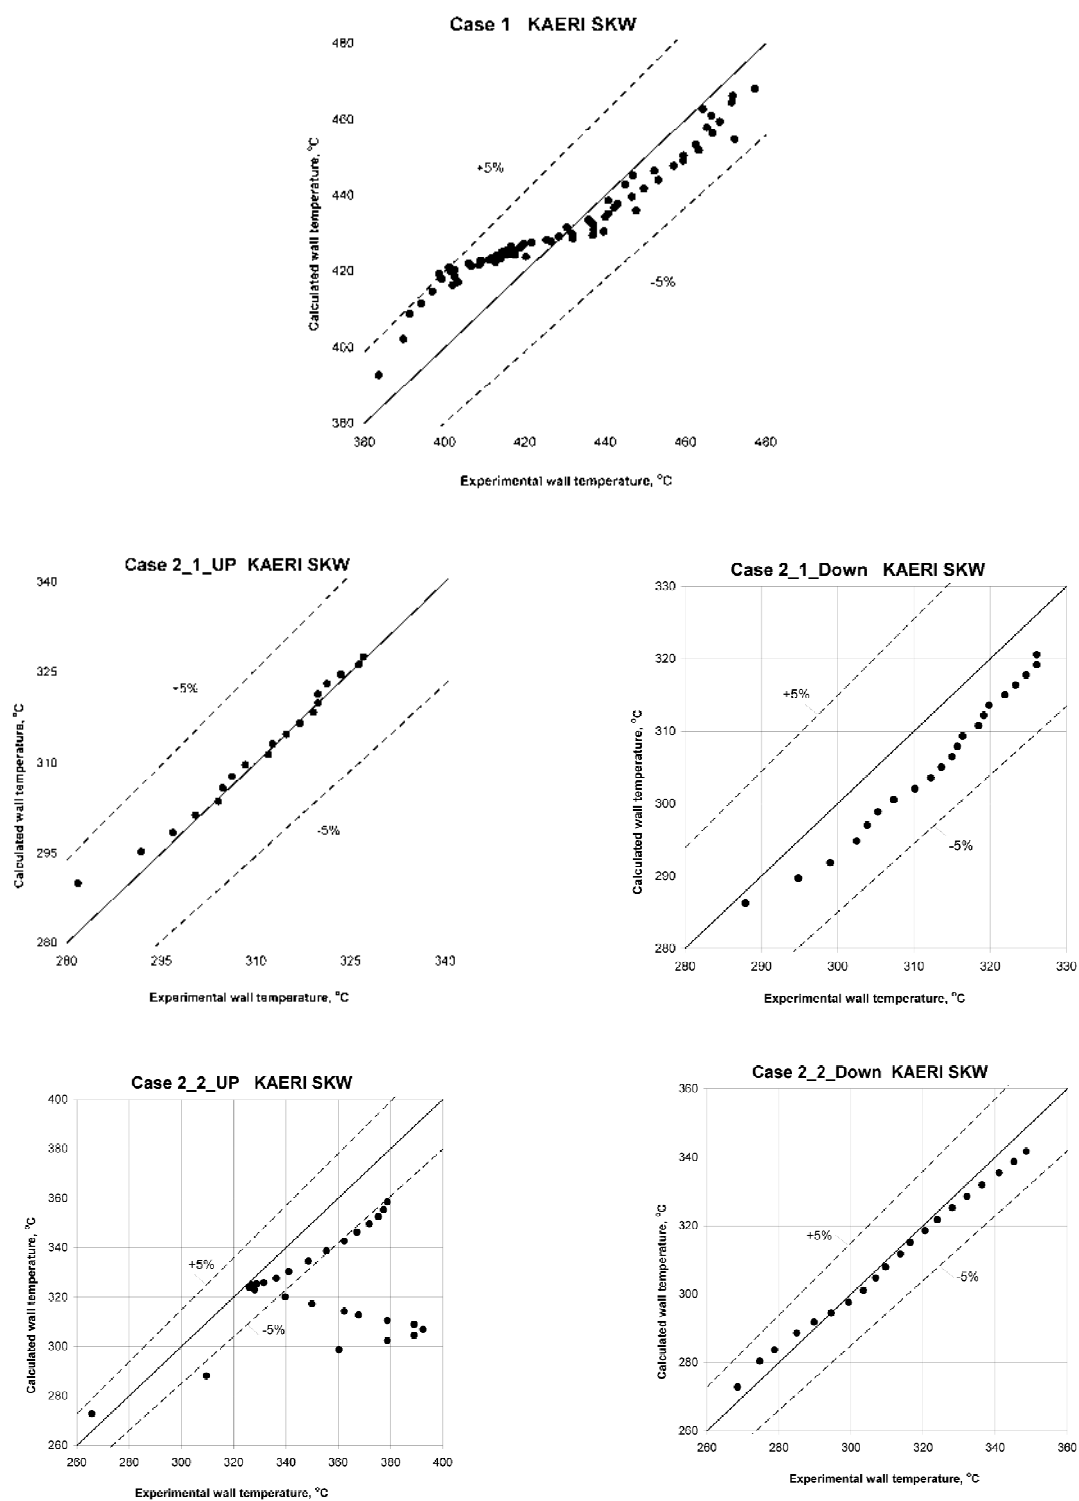 Case 1 KAERI SKW
480
460
440
420
400
380
Calculated wall temperature, °C
+5%
-5%
380 400 420 440 460 480
Experimental wall temperature, °C
Case 2_1_UP KAERI SKW
340
325
310
295
280
Calculated wall temperature, °C
+5%
-5%
280 295 310 325 340
Experimental wall temperature, °C
Case 2_1_Down KAERI SKW
330
320
310
300
290
280
Calculated wall temperature, °C
+5%
-5%
280 290 300 310 320 330
Experimental wall temperature, °C
Case 2_2_UP KAERI SKW
400
380
360
340
320
300
280
260
Calculated wall temperature, °C
+5%
-5%
260 280 300 320 340 360 380 400
Experimental wall temperature, °C
Case 2_2_Down KAERI SKW
360
340
320
300
280
260
Calculated wall temperature, °C
+5%
-5%
260 280 300 320 340 360
Experimental wall temperature, °C